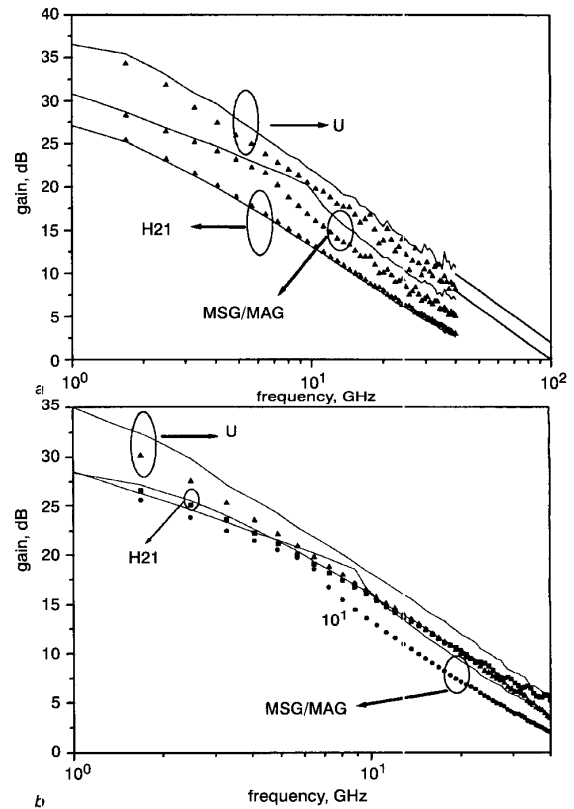 40
35
30
25
20
15
10
5
0
gain, dB
U
H21
MSG/MAG
10⁰
10¹
10²
frequency, GHz
a
35
30
25
20
15
10
5
0
gain, dB
U
H21
10¹
MSG/MAG
10⁰
10¹
frequency, GHz
b